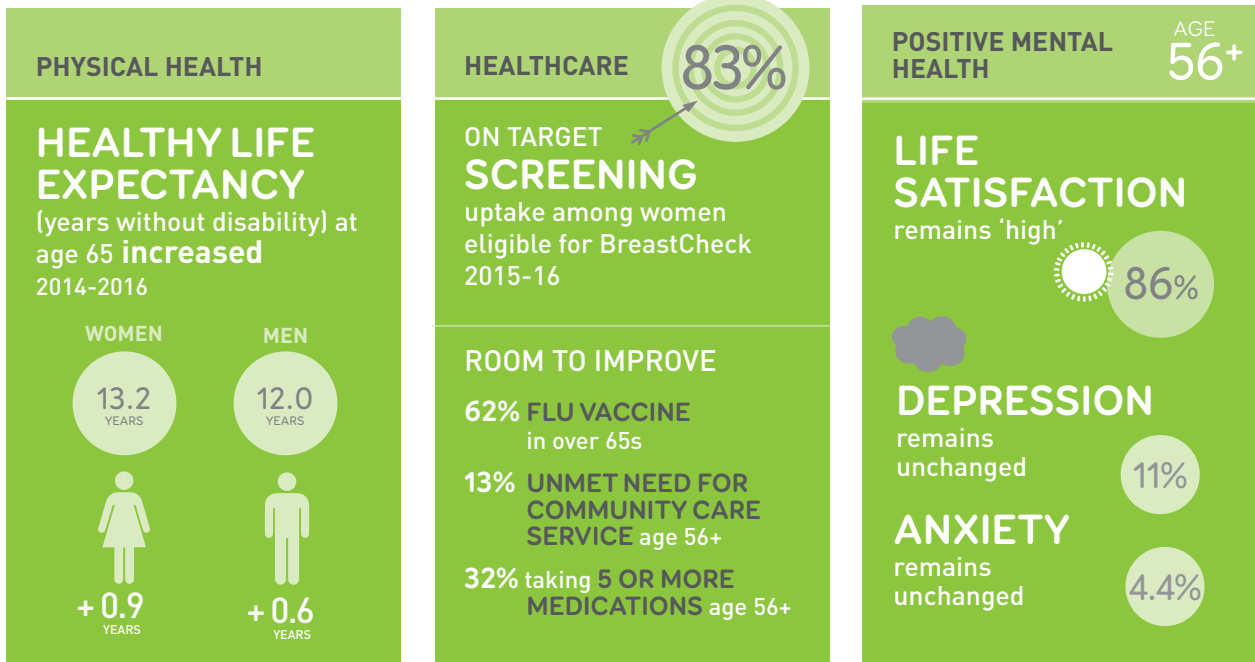 PHYSICAL HEALTH
HEALTHY LIFE
EXPECTANCY
(years without disability) at
age 65 increased
2014-2016
WOMEN
MEN
13.2
YEARS
12.0
YEARS
+ 0.9
YEARS
+ 0.6
YEARS
HEALTHCARE
83%
ON TARGET
SCREENING
uptake among women
eligible for BreastCheck
2015-16
ROOM TO IMPROVE
62% FLU VACCINE
in over 65s
13% UNMET NEED FOR
COMMUNITY CARE
SERVICE age 56+
32% taking 5 OR MORE
MEDICATIONS age 56+
POSITIVE MENTAL
HEALTH
AGE
56+
LIFE
SATISFACTION
remains ‘high’
86%
DEPRESSION
remains
unchanged
11%
ANXIETY
remains
unchanged
4.4%